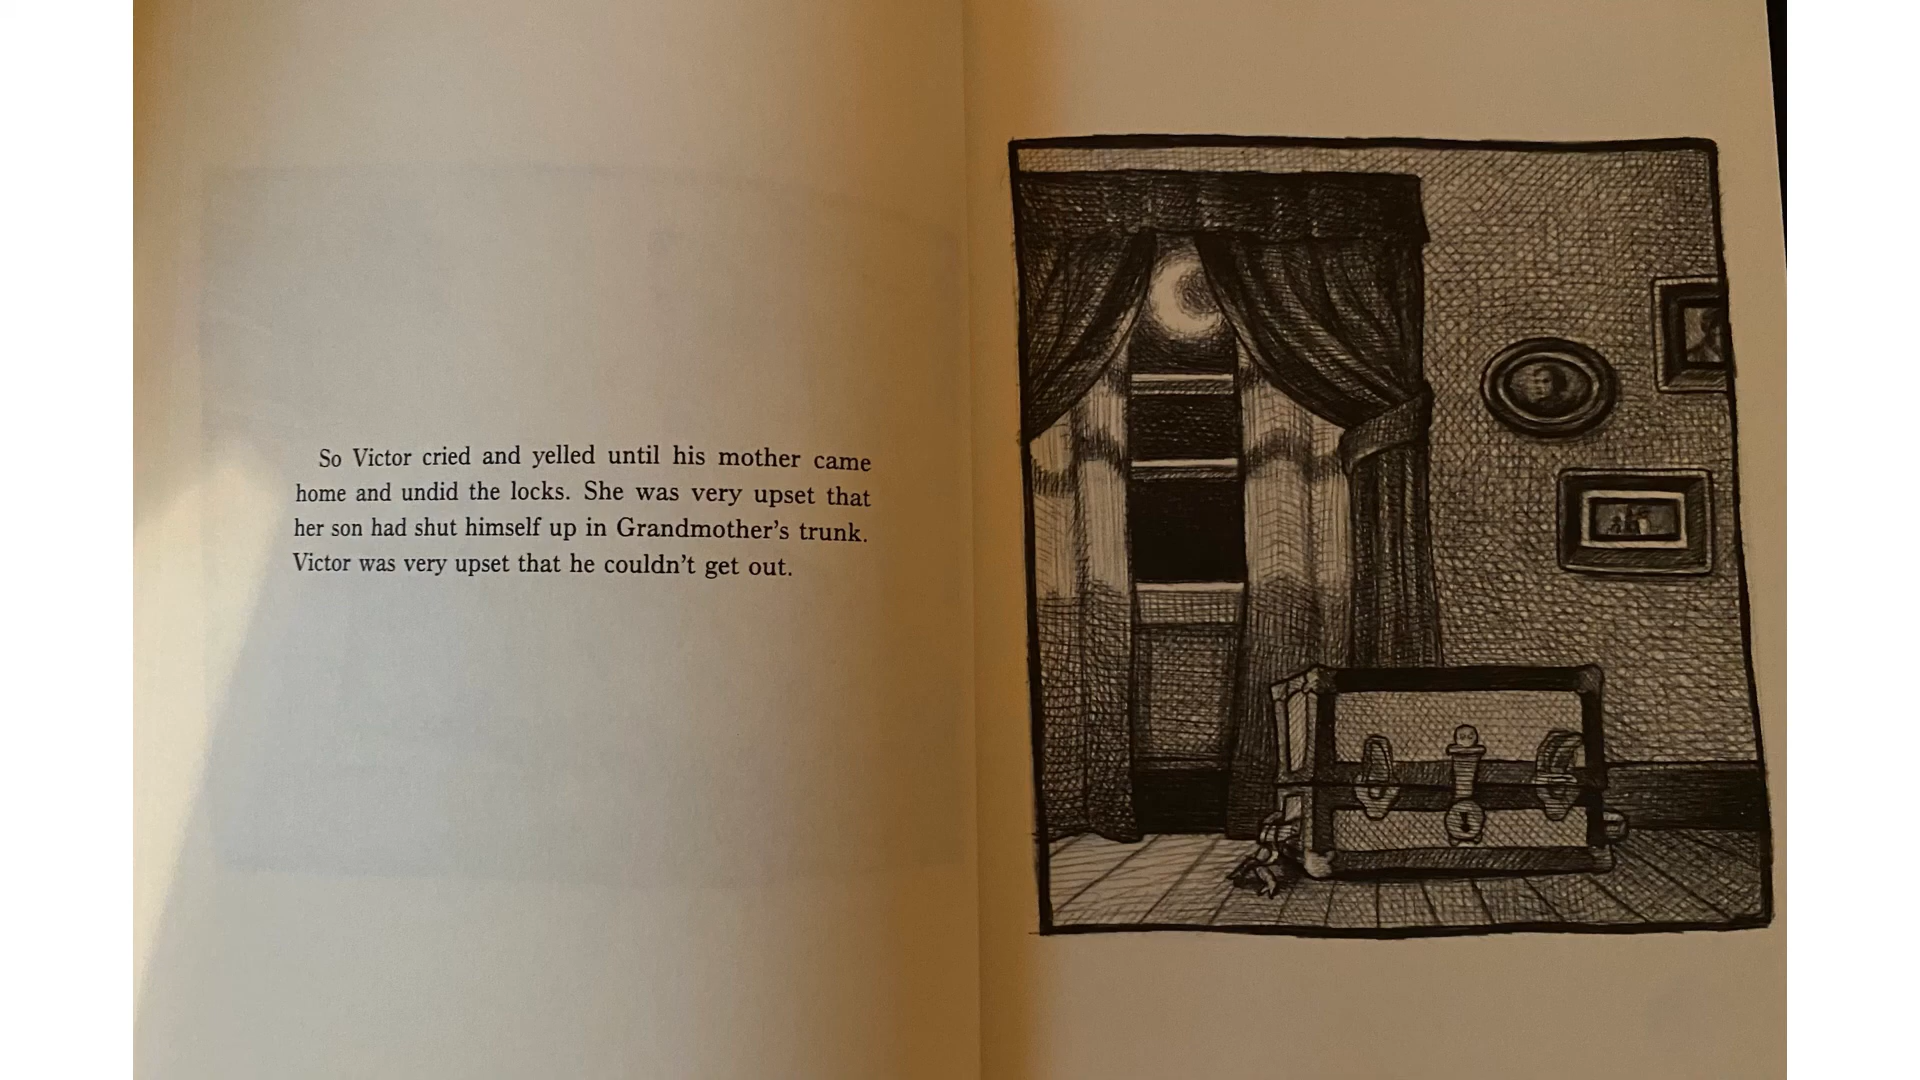 So Victor cried and yelled until his mother came
home and undid the locks. She was very upset that
her son had shut himself up in Grandmother's trunk.
Victor was very upset that he couldn't get out.